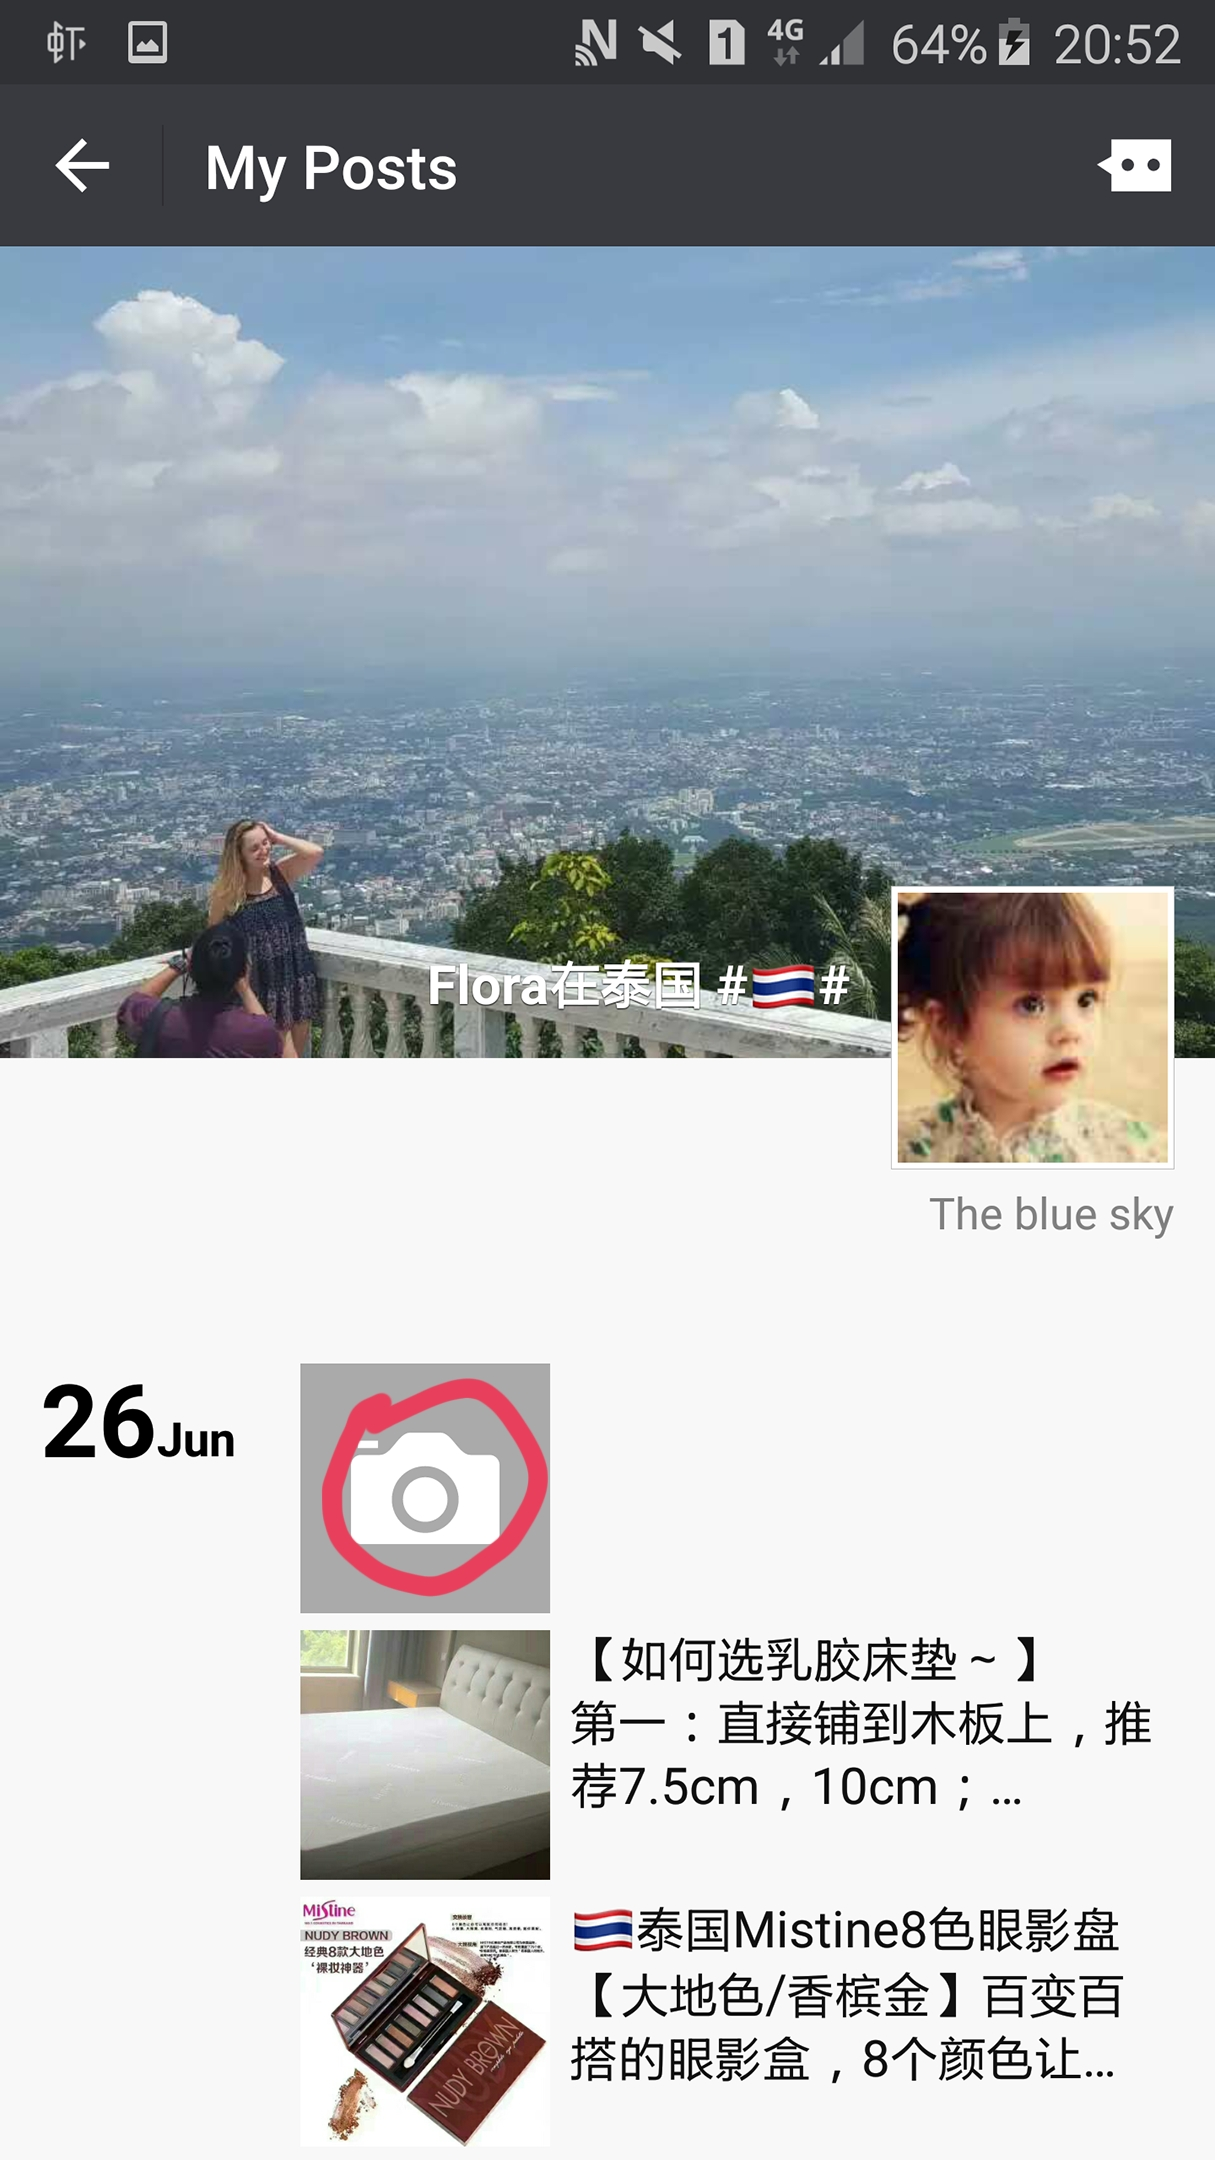 4G
1
64%
20:52
My Posts
Flora在泰国 #🇹🇭#
The blue sky
26Jun
【如何选乳胶床垫~】
第一：直接铺到木板上，推
荐7.5cm，10cm；...
Mistine
NUDY BROWN
经典8款大地色
‘裸妆神器’
NUDY BROWN
🇹🇭泰国Mistine8色眼影盘
【大地色/香槟金】百变百
搭的眼影盒，8个颜色让...